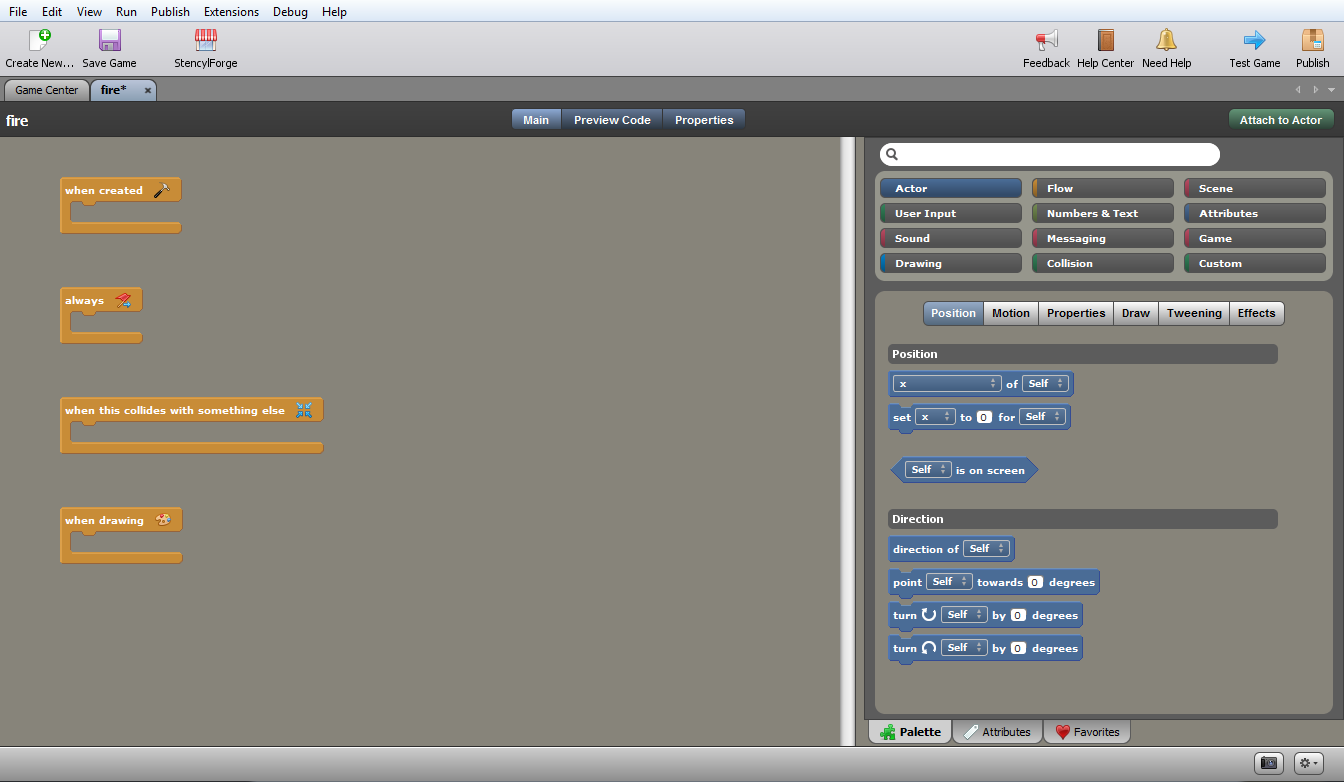 File Edit View Run Publish Extensions Debug Help
Create New... Save Game StencylForge Feedback Help Center Need Help Test Game Publish
Game Center fire*
fire Main Preview Code Properties Attach to Actor
when created
always
when this collides with something else
when drawing
Actor Flow Scene
User Input Numbers & Text Attributes
Sound Messaging Game
Drawing Collision Custom
Position Motion Properties Draw Tweening Effects
Position
x of Self
set x to 0 for Self
Self is on screen
Direction
direction of Self
point Self towards 0 degrees
turn Self by 0 degrees
turn Self by 0 degrees
Palette Attributes Favorites